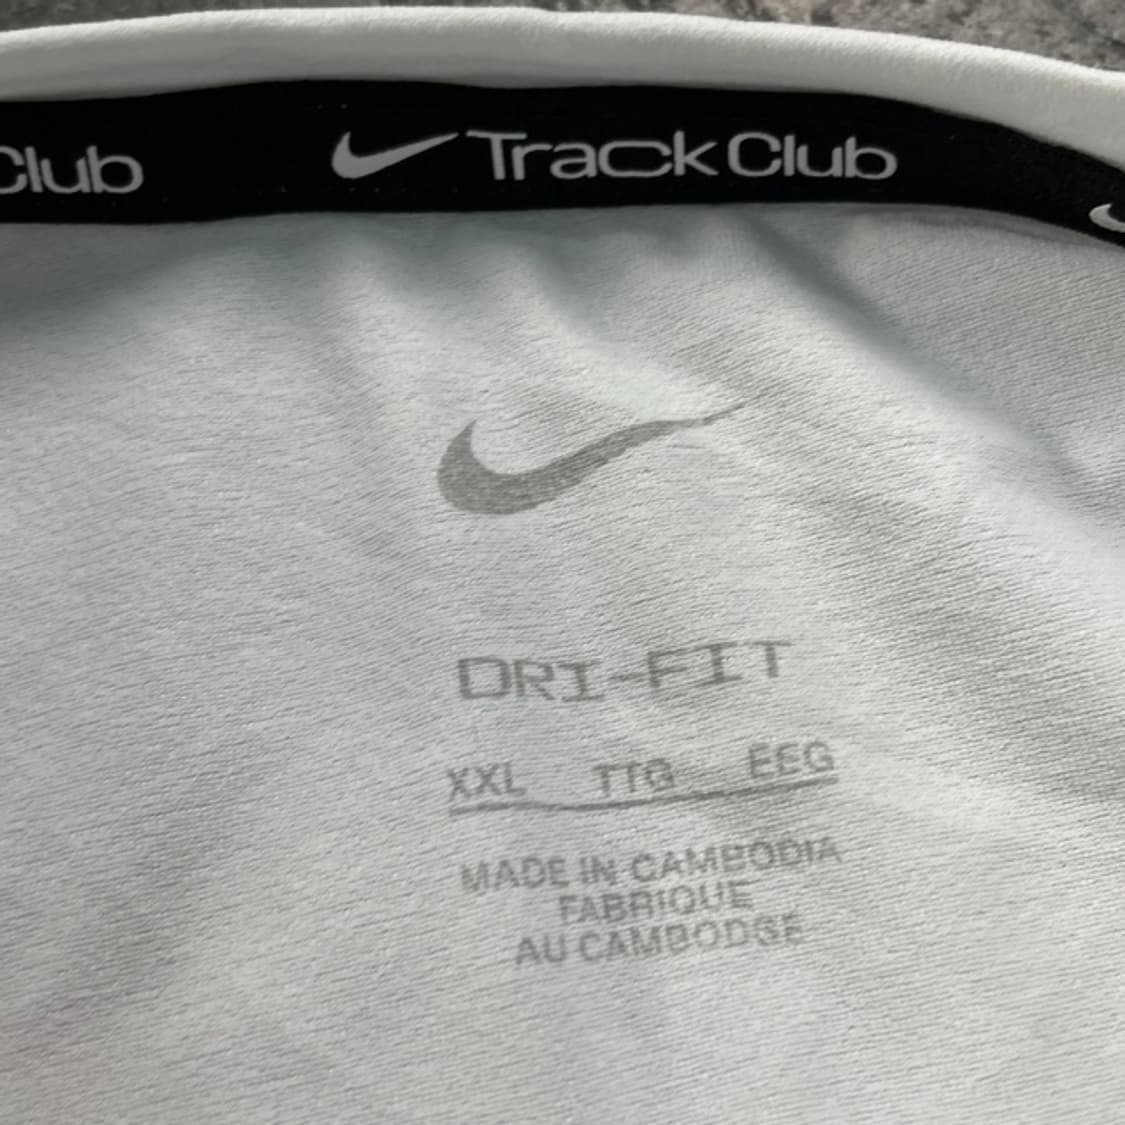 Club Track Club
DRI-FIT
XXL TTG EEG
MADE IN CAMBODIA
FABRIQUE
AU CAMBODGE